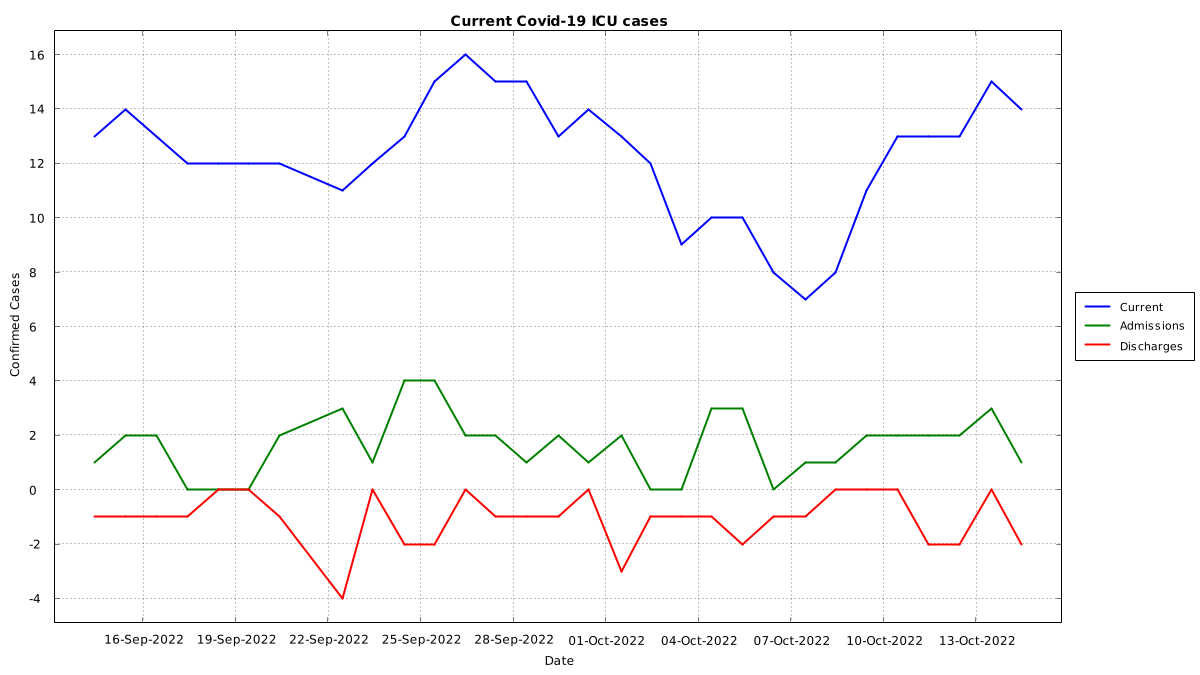 Current Covid-19 ICU cases
16
14
12
10
8
6
4
2
0
-2
-4
Confirmed Cases
16-Sep-2022 19-Sep-2022 22-Sep-2022 25-Sep-2022 28-Sep-2022 01-Oct-2022 04-Oct-2022 07-Oct-2022 10-Oct-2022 13-Oct-2022
Date
Current
Admissions
Discharges